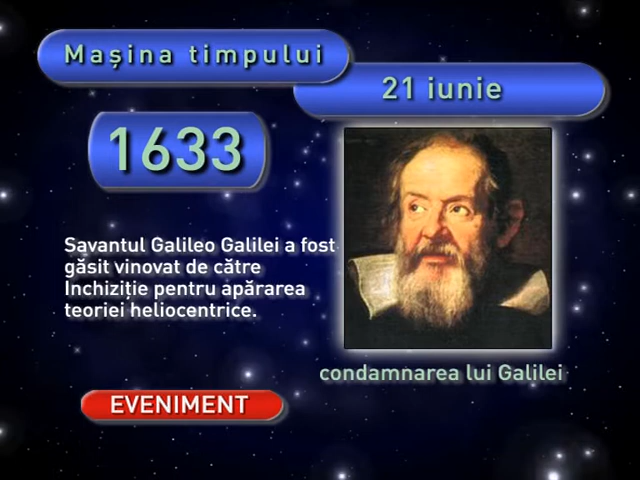 Mașina timpului
21 iunie
1633
Savantul Galileo Galilei a fost
găsit vinovat de către
Inchiziție pentru apărarea
teoriei heliocentrice.
condamnarea lui Galilei
EVENIMENT